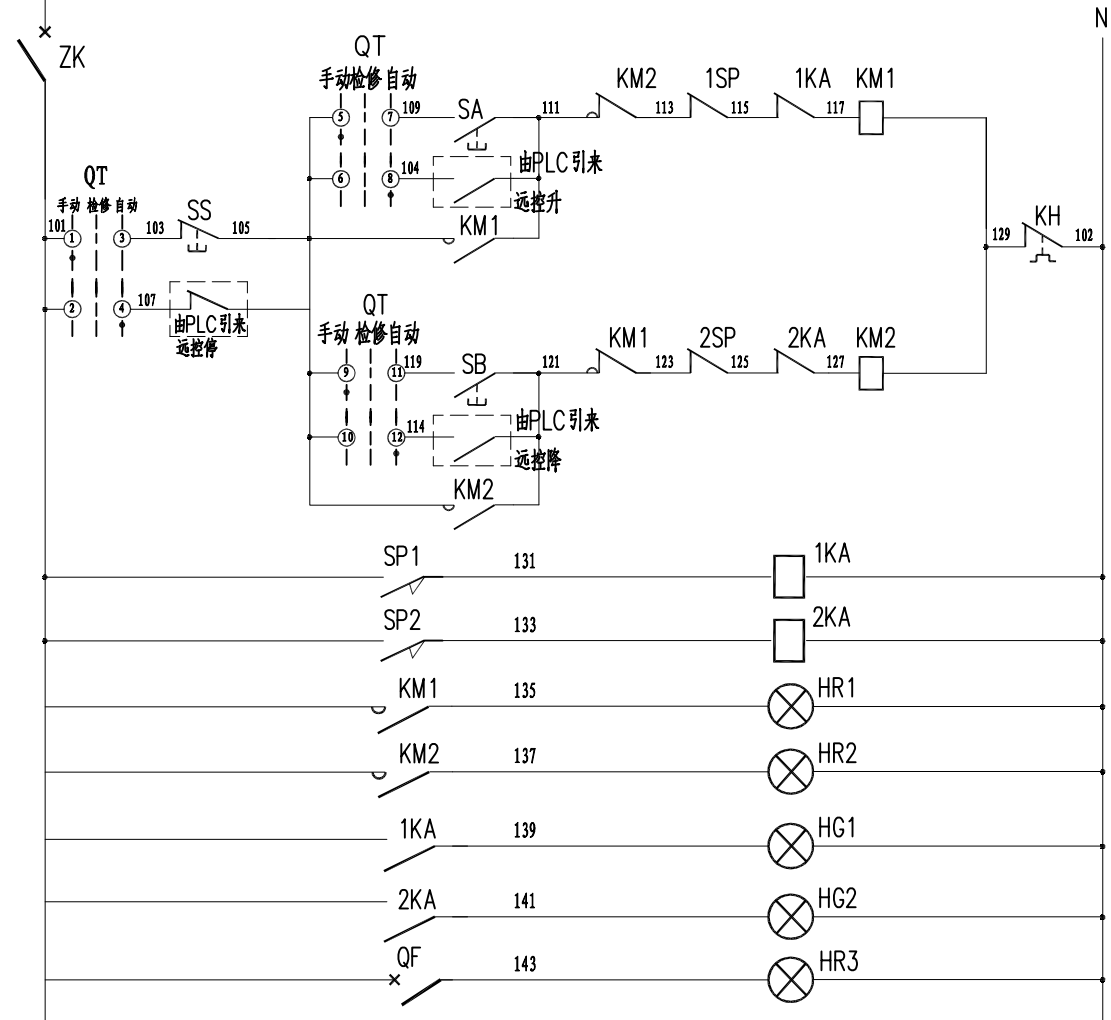 N
ZK
QT
手动 检修 自动
5 7 109 SA 111 KM2 113 1SP 115 1KA 117 KM1
6 8 104 由PLC引来
远控升
QT
手动 检修 自动
101 1 3 103 SS 105 KM1 129 KH 102
2 4 107
由PLC引来
远控停
QT
手动 检修 自动
9 11 119 SB 121 KM1 123 2SP 125 2KA 127 KM2
10 12 114 由PLC引来
远控降
KM2
SP1 131 1KA
SP2 133 2KA
KM1 135 HR1
KM2 137 HR2
1KA 139 HG1
2KA 141 HG2
QF 143 HR3